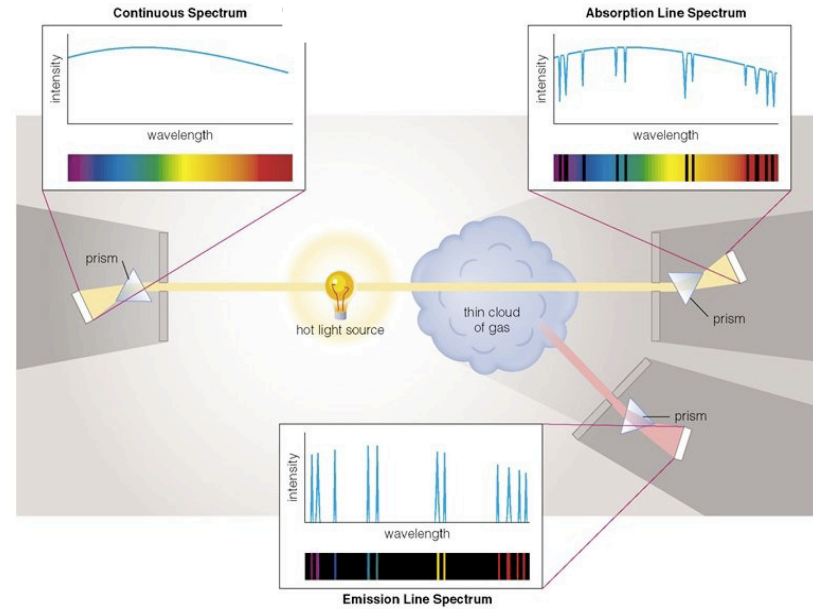 Continuous Spectrum
intensity
wavelength
Absorption Line Spectrum
intensity
wavelength
prism
hot light source
thin cloud
of gas
prism
prism
intensity
wavelength
Emission Line Spectrum